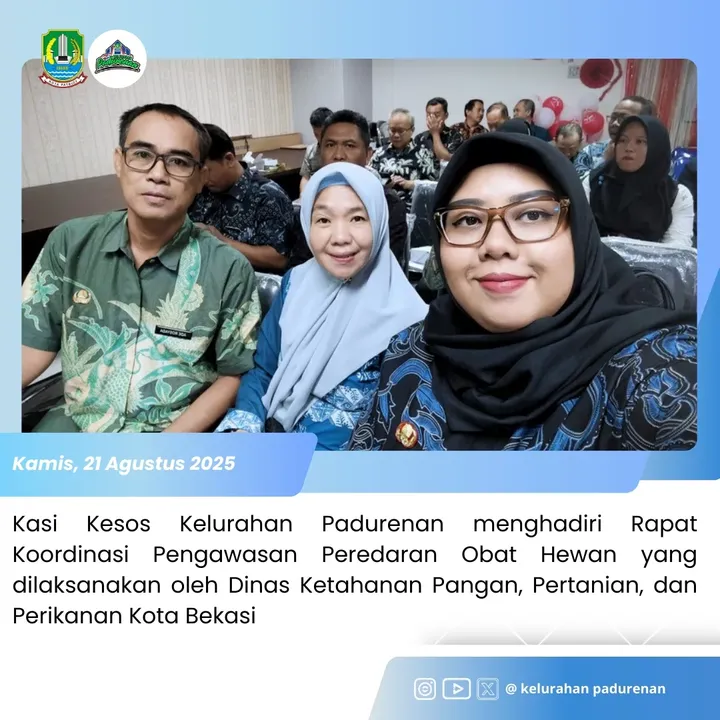 Kamis, 21 Agustus 2025
Kasi Kesos Kelurahan Padurenan menghadiri Rapat
Koordinasi Pengawasan Peredaran Obat Hewan yang
dilaksanakan oleh Dinas Ketahanan Pangan, Pertanian, dan
Perikanan Kota Bekasi
@ kelurahan padurenan